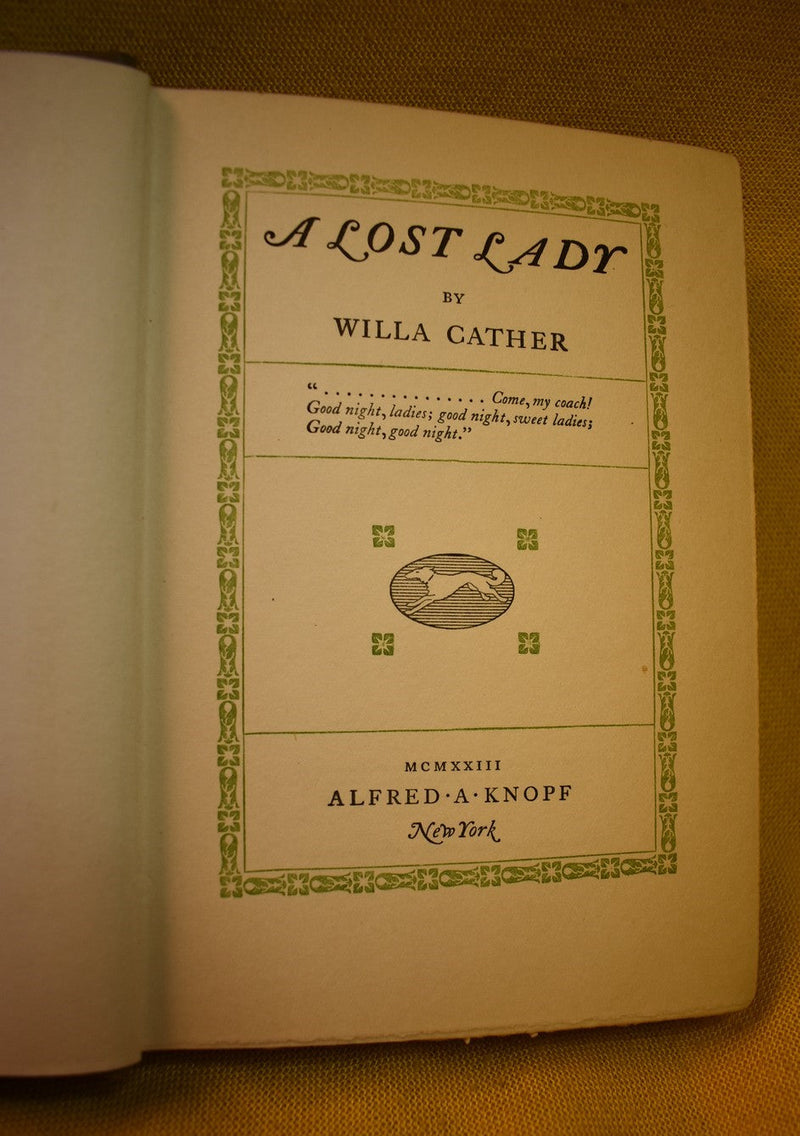 A LOST LADY
BY
WILLA CATHER
“ . . . . . . . . . . . . . . . Come, my coach!
Good night, ladies; good night, sweet ladies;
Good night, good night.”
MCMXXIII
ALFRED · A · KNOPF
New York